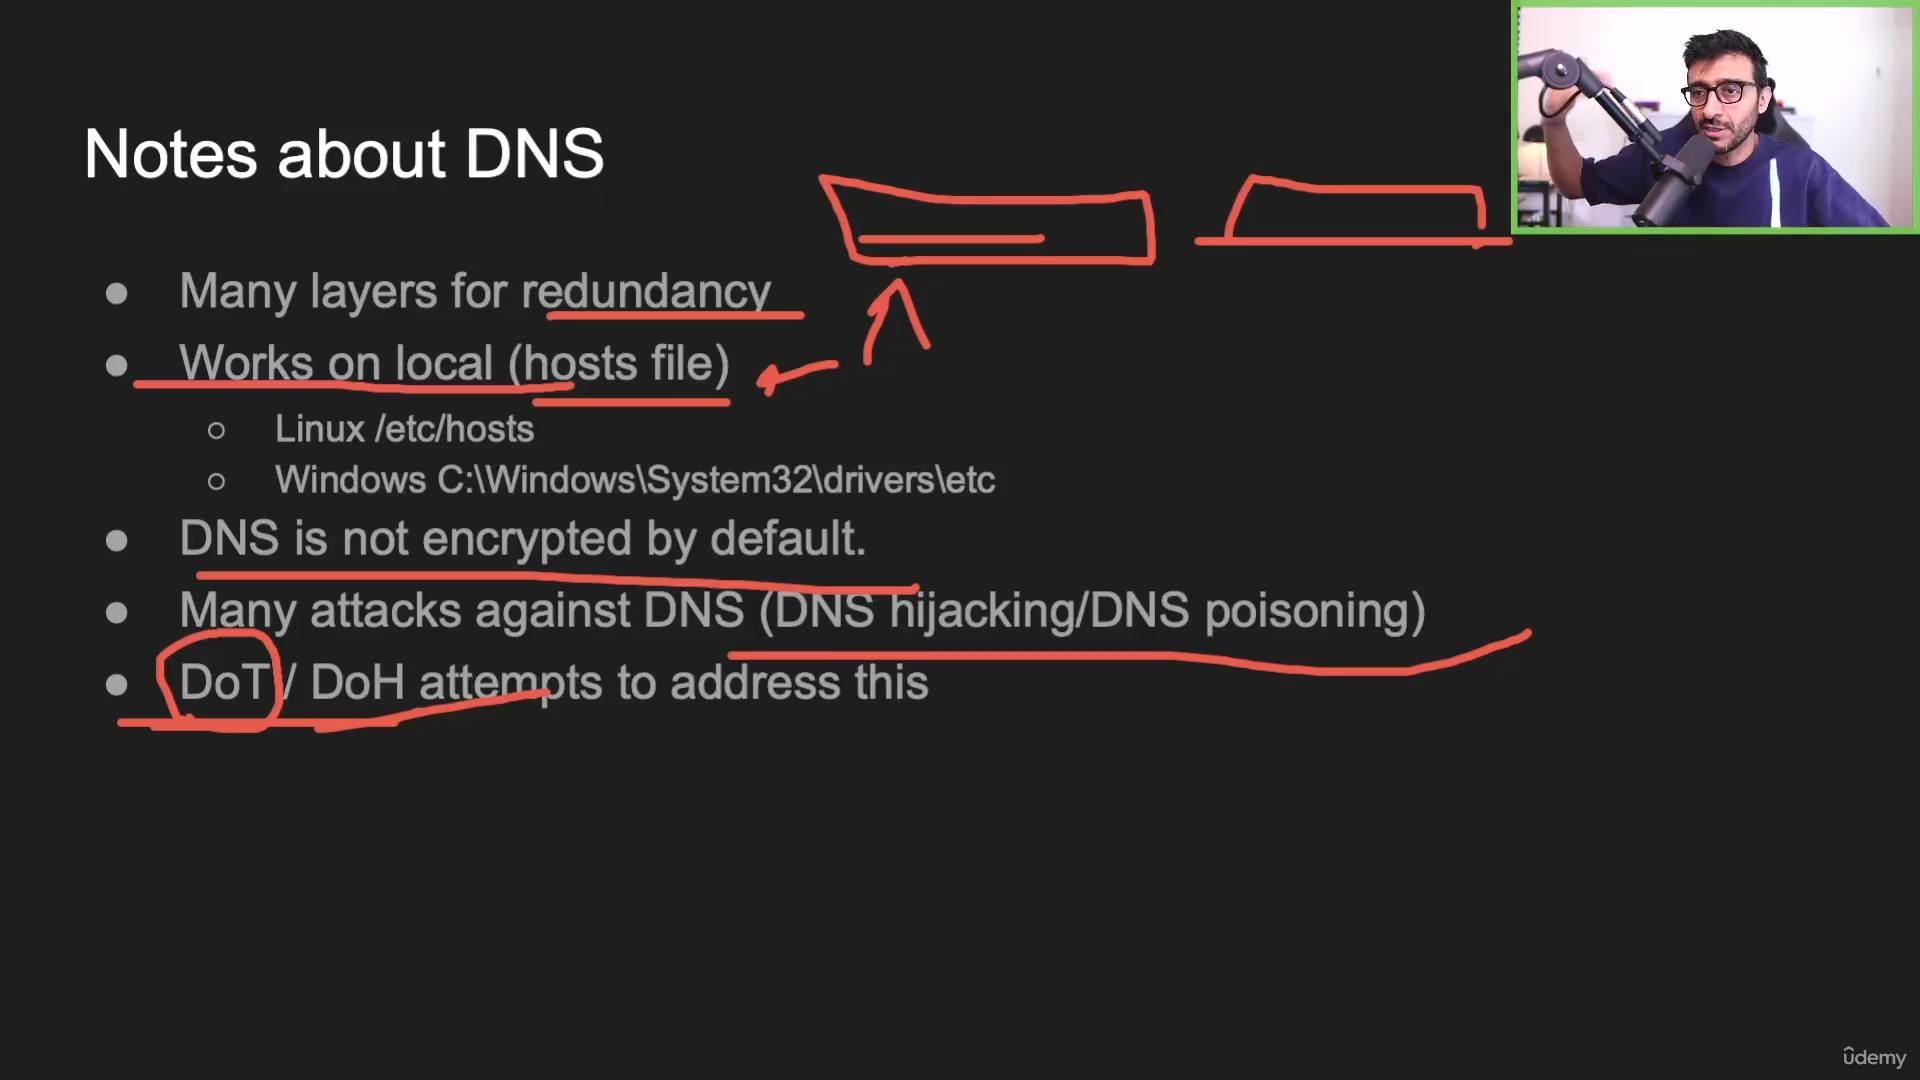 Notes about DNS
Many layers for redundancy
Works on local (hosts file)
Linux /etc/hosts
Windows C:\Windows\System32\drivers\etc
DNS is not encrypted by default.
Many attacks against DNS (DNS hijacking/DNS poisoning)
DoT / DoH attempts to address this
ûdemy